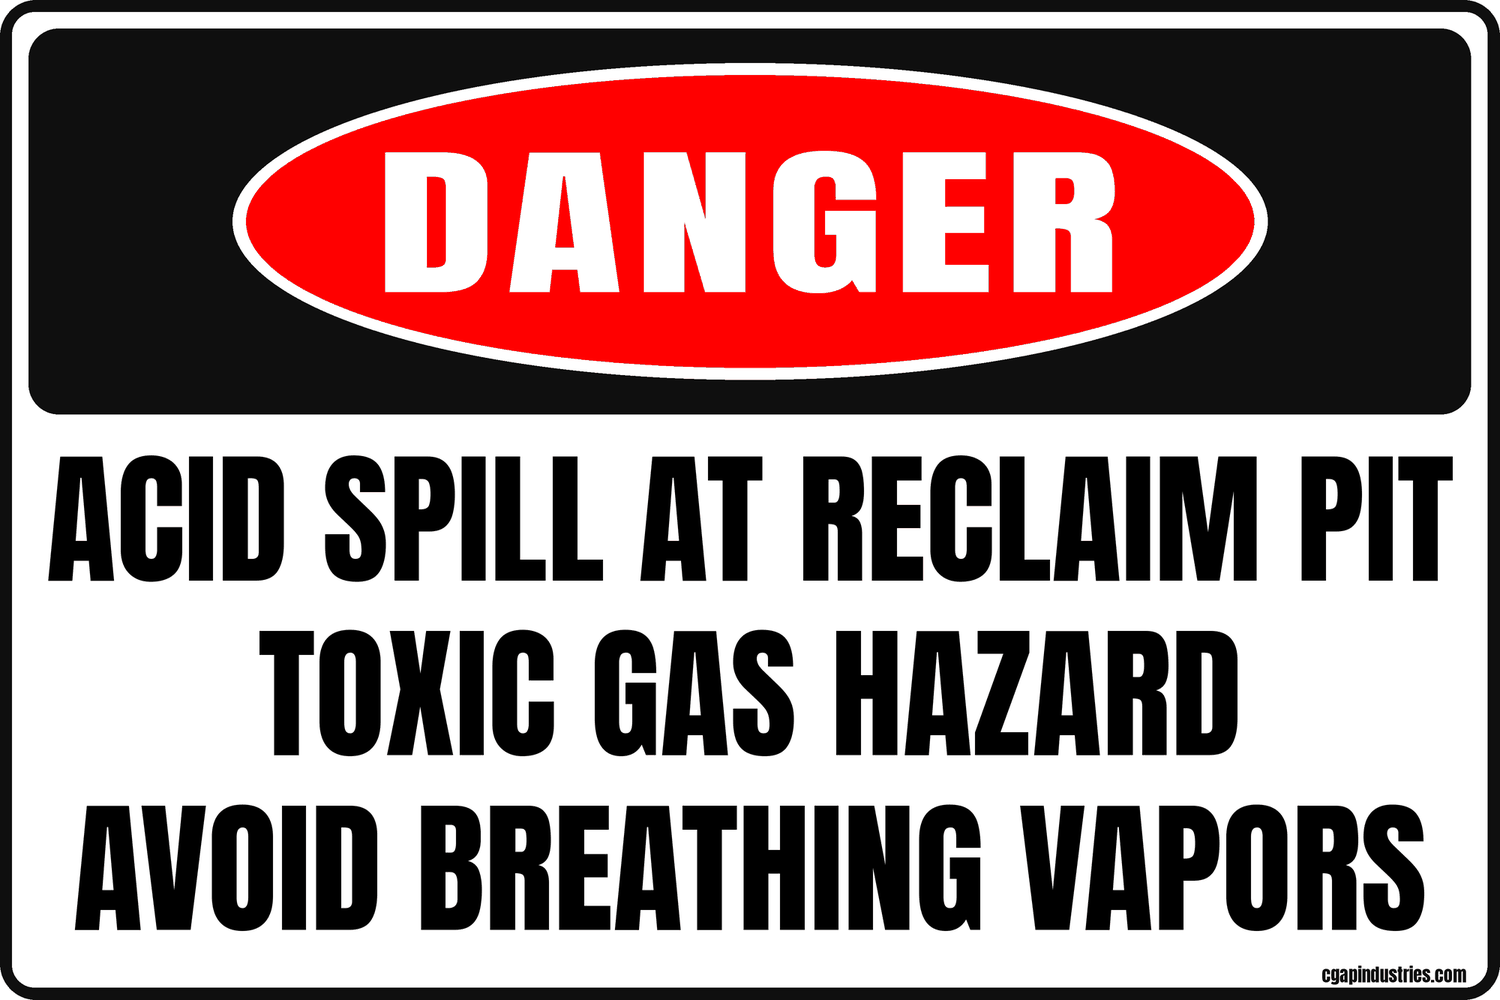 DANGER
ACID SPILL AT RECLAIM PIT
TOXIC GAS HAZARD
AVOID BREATHING VAPORS
cgapindustries.com